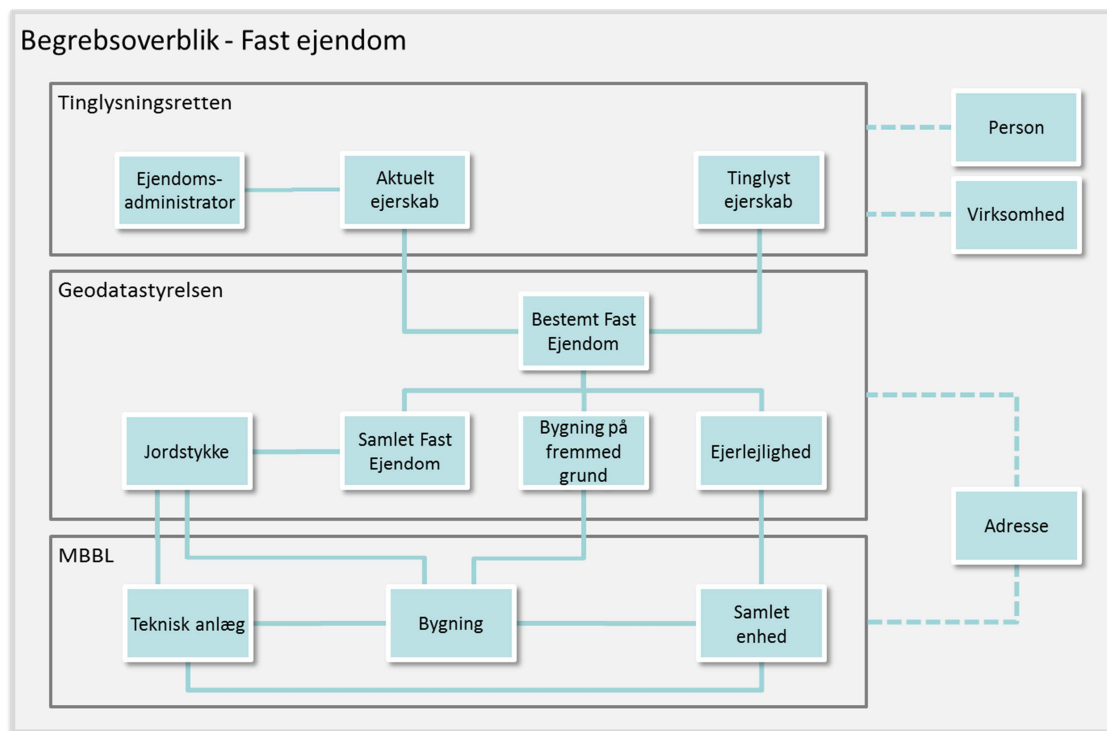 Begrebsoverblik - Fast ejendom
Tinglysningsretten
Person
Ejendoms-
administrator
Aktuelt
ejerskab
Tinglyst
ejerskab
Virksomhed
Geodatastyrelsen
Bestemt Fast
Ejendom
Jordstykke
Samlet Fast
Ejendom
Bygning på
fremmed
grund
Ejerlejlighed
Adresse
MBBL
Teknisk anlæg
Bygning
Samlet
enhed